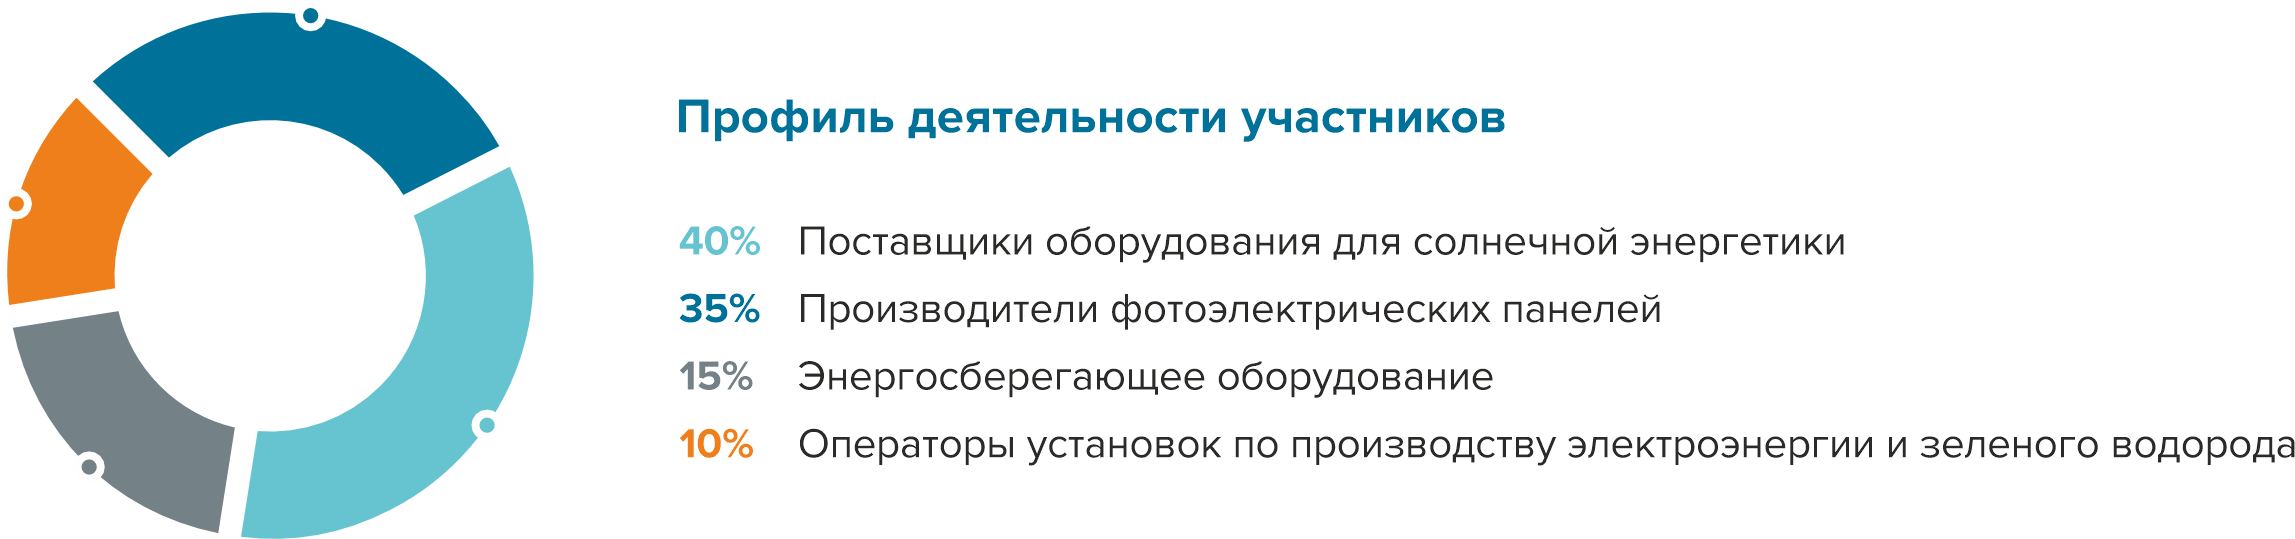 Профиль деятельности участников
40% Поставщики оборудования для солнечной энергетики
35% Производители фотоэлектрических панелей
15% Энергосберегающее оборудование
10% Операторы установок по производству электроэнергии и зеленого водорода